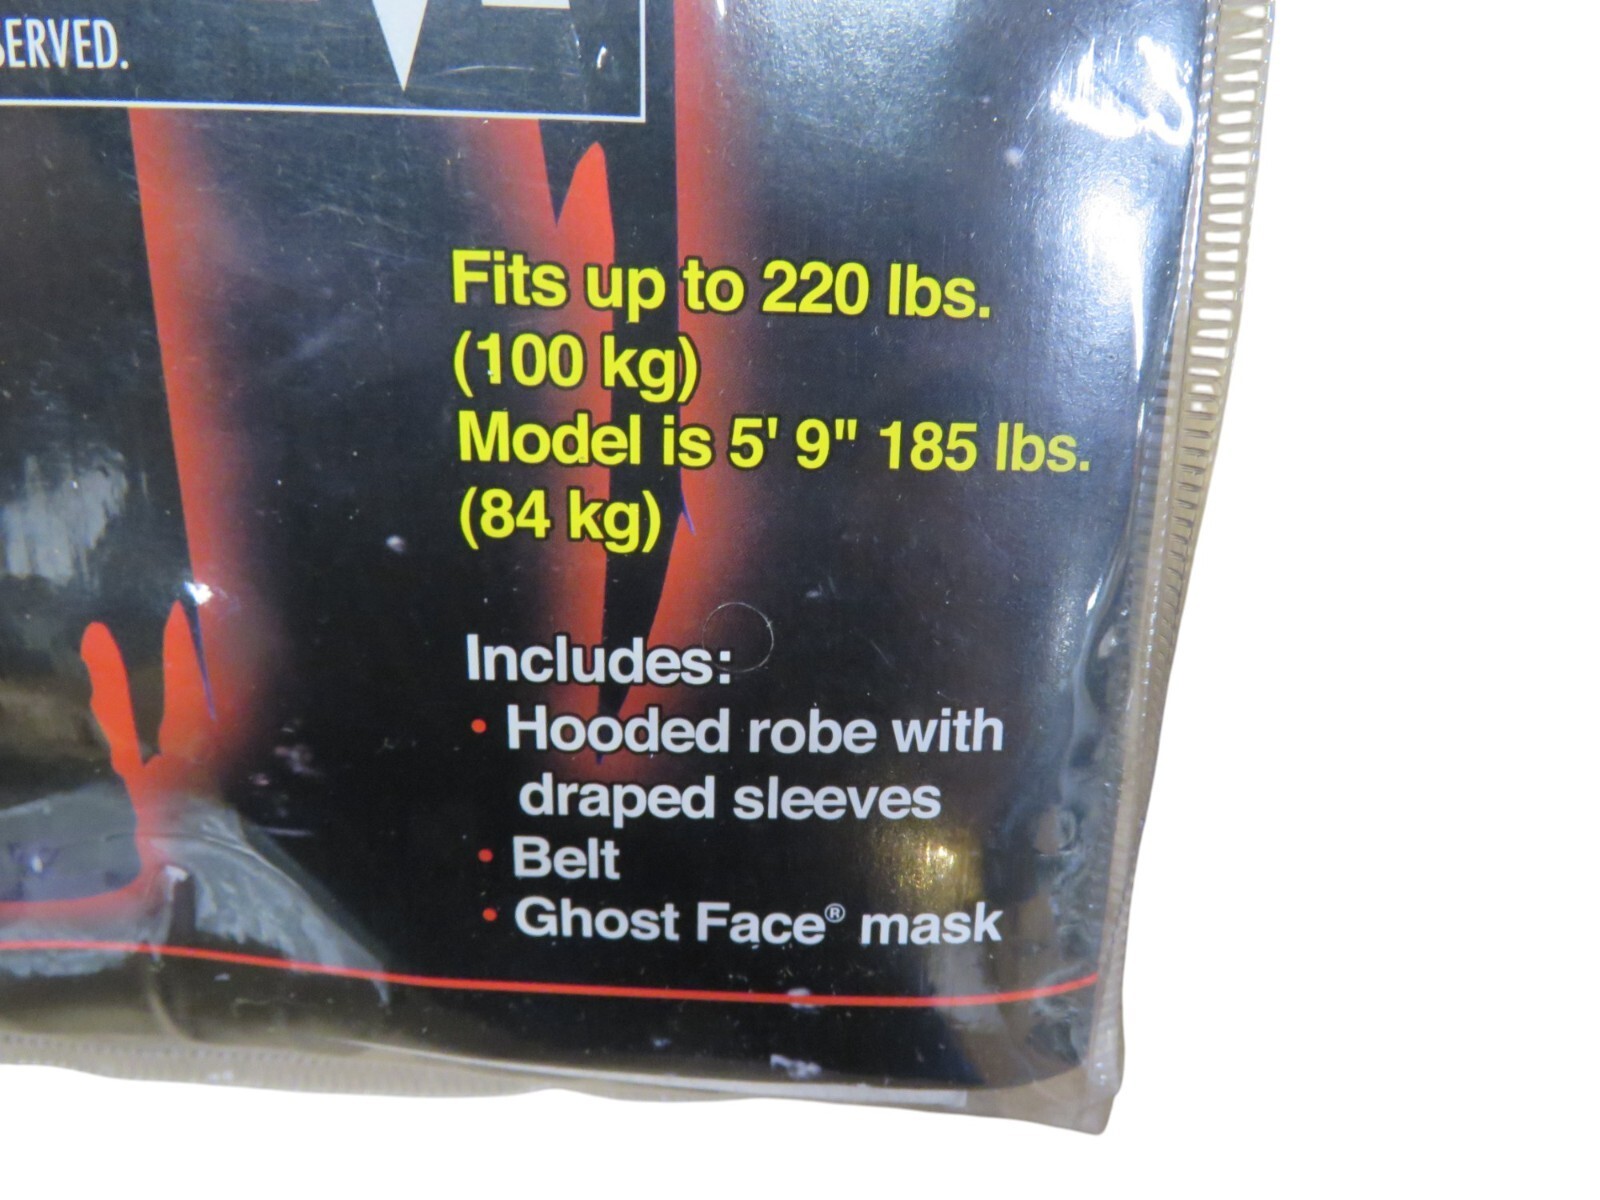 SERVED.
Fits up to 220 lbs.
(100 kg)
Model is 5' 9" 185 lbs.
(84 kg)
Includes:
• Hooded robe with
draped sleeves
• Belt
• Ghost Face® mask